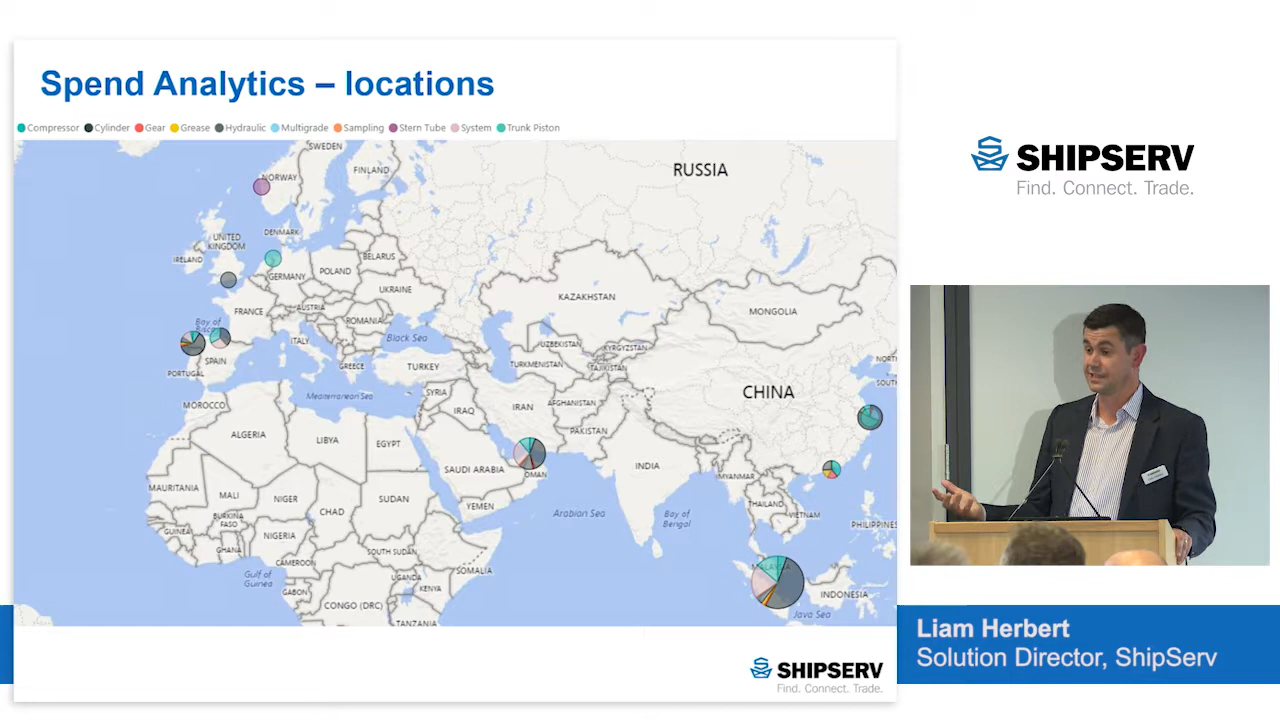 Spend Analytics – locations
Compressor Cylinder Gear Grease Hydraulic Multigrade Sampling Stern Tube System Trunk Piston
SWEDEN
FINLAND
NORWAY
RUSSIA
UNITED
KINGDOM
DENMARK
IRELAND
BELARUS
POLAND
GERMANY
UKRAINE
KAZAKHSTAN
FRANCE
AUSTRIA
MONGOLIA
ROMANIA
Bay of
Biscay
Black Sea
ITALY
UZBEKISTAN
KYRGYZSTAN
SPAIN
GREECE
TURKEY
TURKMENISTAN
TAJIKISTAN
NORTH
PORTUGAL
SOUTH
SYRIA
CHINA
Mediterranean Sea
MOROCCO
IRAQ
IRAN
AFGHANISTAN
ALGERIA
LIBYA
EGYPT
PAKISTAN
SAUDI ARABIA
OMAN
INDIA
MYANMAR
MAURITANIA
MALI
NIGER
SUDAN
YEMEN
THAILAND
CHAD
Arabian Sea
Bay of
Bengal
VIETNAM
BURKINA
FASO
GUINEA
NIGERIA
PHILIPPINES
GHANA
SOUTH SUDAN
CAMEROON
SOMALIA
MALAYSIA
Gulf of
Guinea
UGANDA
KENYA
GABON
INDONESIA
CONGO (DRC)
Java Sea
TANZANIA
SHIPSERV
Find. Connect. Trade.
SHIPSERV
Find. Connect. Trade.
Liam Herbert
Solution Director, ShipServ